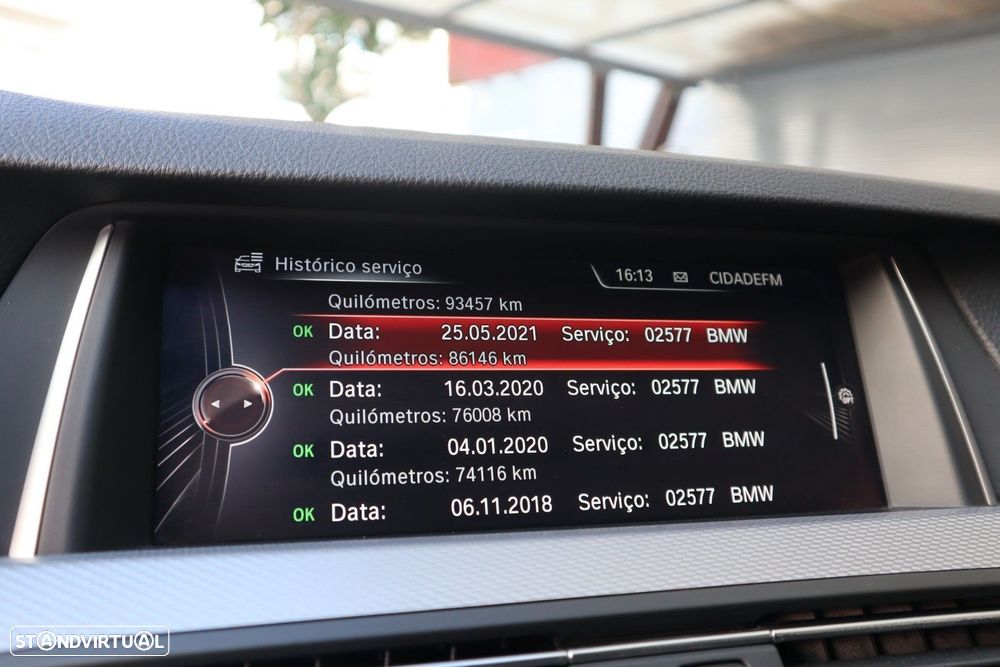 Histórico serviço 16:13 CIDADEFM
Quilómetros: 93457 km
OK Data: 25.05.2021 Serviço: 02577 BMW
Quilómetros: 86146 km
OK Data: 16.03.2020 Serviço: 02577 BMW
Quilómetros: 76008 km
OK Data: 04.01.2020 Serviço: 02577 BMW
Quilómetros: 74116 km
OK Data: 06.11.2018 Serviço: 02577 BMW
OPT
STANDVIRTUAL